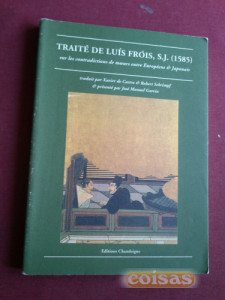 TRAITÉ DE LUÍS FRÓIS, S.J. (1585)
sur les contradictions de mœurs entre Européens & Japonais
traduit par Xavier de Castro & Robert Schrimpf
& présenté par José Manuel Garcia
Editions Chandeigne
coisas